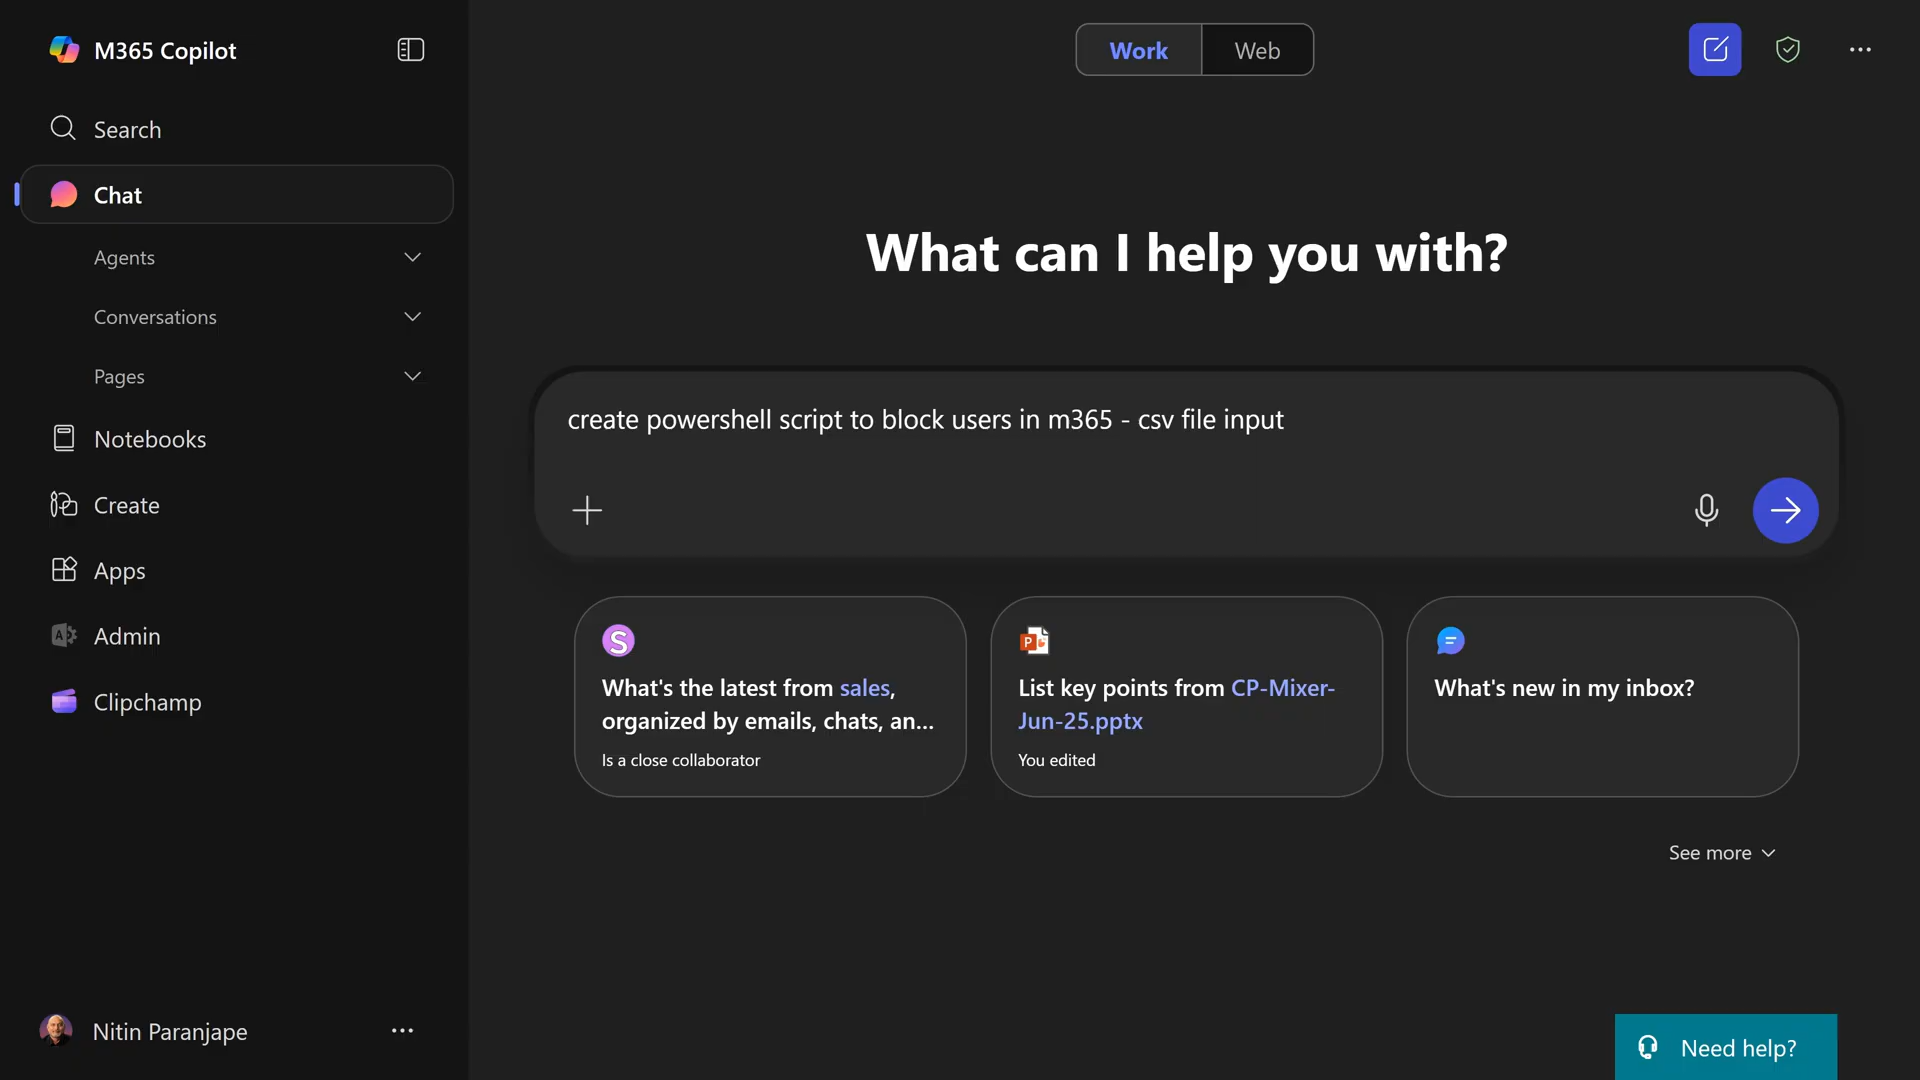 M365 Copilot
Search
Chat
Agents
Conversations
Pages
Notebooks
Create
Apps
Admin
Clipchamp
Nitin Paranjape
Work
Web
What can I help you with?
create powershell script to block users in m365 - csv file input
S
What's the latest from sales,
organized by emails, chats, an...
Is a close collaborator
P
List key points from CP-Mixer-
Jun-25.pptx
You edited
What's new in my inbox?
See more
Need help?